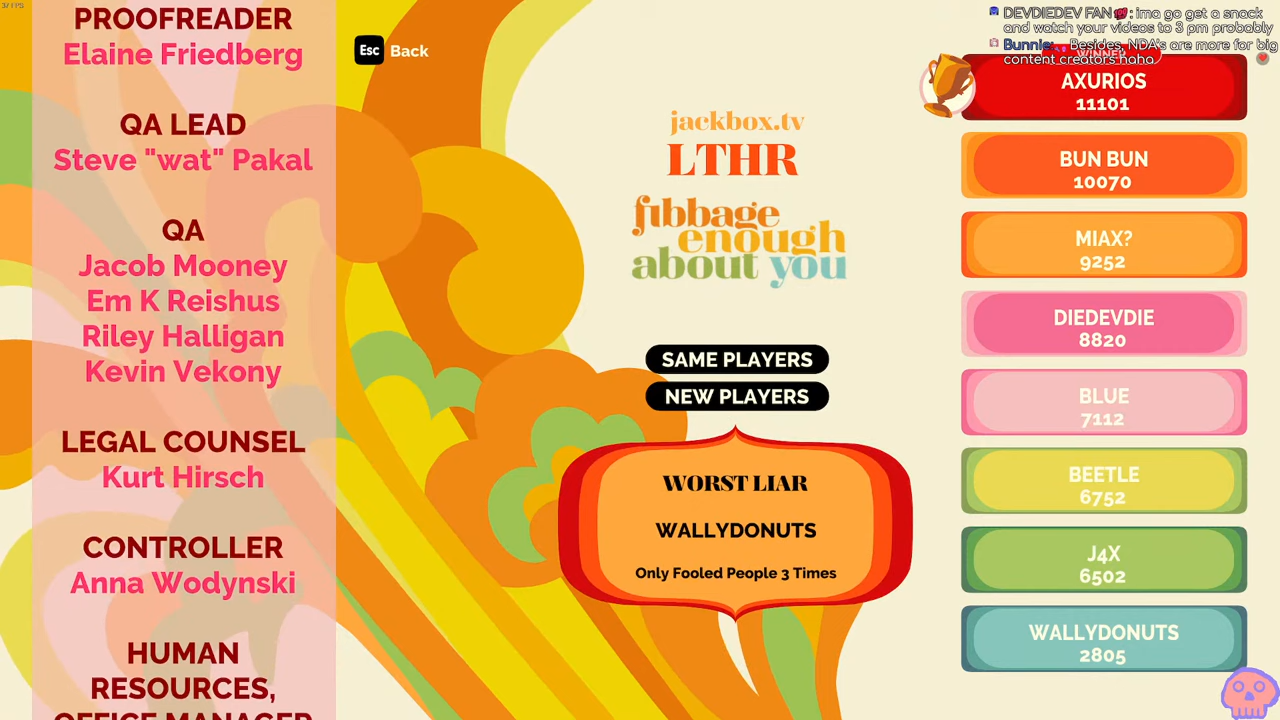 PROOFREADER
Elaine Friedberg
QA LEAD
Steve "wat" Pakal
QA
Jacob Mooney
Em K Reishus
Riley Halligan
Kevin Vekony
LEGAL COUNSEL
Kurt Hirsch
CONTROLLER
Anna Wodynski
HUMAN
RESOURCES,
OFFICE MANAGER
Esc Back
jackbox.tv
LTHR
fibbage
enough
about you
SAME PLAYERS
NEW PLAYERS
WORST LIAR
WALLYDONUTS
Only Fooled People 3 Times
DEVDIEDEV FAN💯: ima go get a snack
and watch your videos to 3 pm probably
Bunnie: Besides, NDA's are more for big
content creators haha
WINNER
AXURIOS
11101
BUN BUN
10070
MIAX?
9252
DIEDEVDIE
8820
BLUE
7112
BEETLE
6752
J4X
6502
WALLYDONUTS
2805